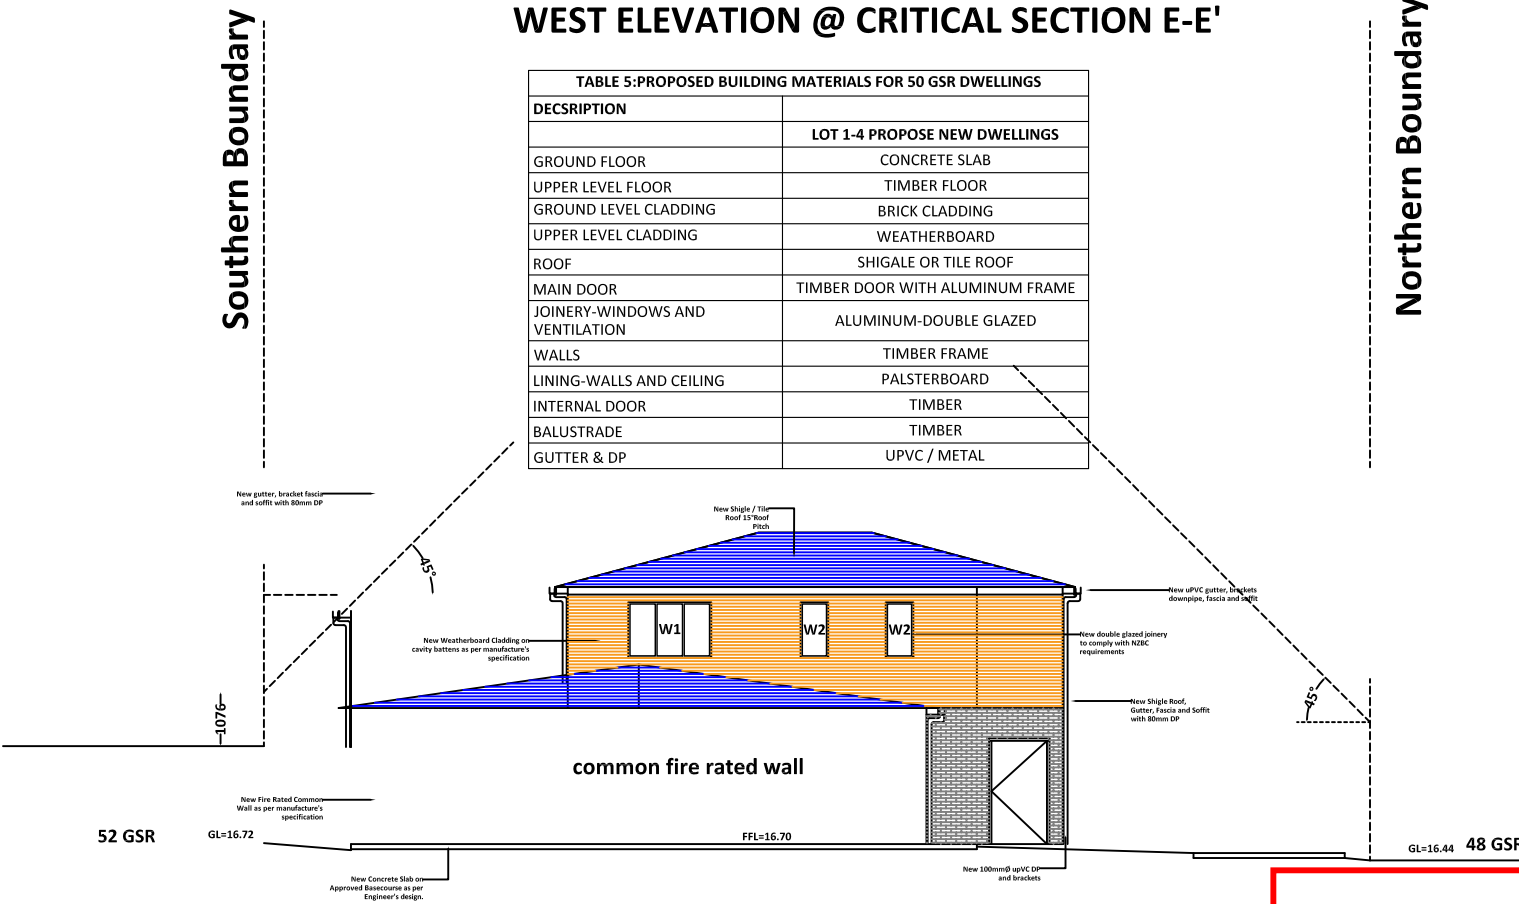 WEST ELEVATION @ CRITICAL SECTION E-E'
Southern Boundary
Northern Boundary
TABLE 5:PROPOSED BUILDING MATERIALS FOR 50 GSR DWELLINGS
DECSRIPTION
LOT 1-4 PROPOSE NEW DWELLINGS
GROUND FLOOR CONCRETE SLAB
UPPER LEVEL FLOOR TIMBER FLOOR
GROUND LEVEL CLADDING BRICK CLADDING
UPPER LEVEL CLADDING WEATHERBOARD
ROOF SHIGALE OR TILE ROOF
MAIN DOOR TIMBER DOOR WITH ALUMINUM FRAME
JOINERY-WINDOWS AND
VENTILATION ALUMINUM-DOUBLE GLAZED
WALLS TIMBER FRAME
LINING-WALLS AND CEILING PALSTERBOARD
INTERNAL DOOR TIMBER
BALUSTRADE TIMBER
GUTTER & DP UPVC / METAL
New gutter, bracket fascia
and soffit with 80mm DP
New Shigle / Tile
Roof 15°Roof
Pitch
45°
New uPVC gutter, brackets
downpipe, fascia and soffit
W1
W2
W2
New Weatherboard Cladding on
cavity battens as per manufacture's
specification
New double glazed joinery
to comply with NZBC
requirements
45°
New Shigle Roof,
Gutter, Fascia and Soffit
with 80mm DP
1076
common fire rated wall
New Fire Rated Common
Wall as per manufacture's
specification
52 GSR
GL=16.72
FFL=16.70
GL=16.44
48 GSR
New Concrete Slab on
Approved Basecourse as per
Engineer's design.
New 100mmØ upVC DP
and brackets